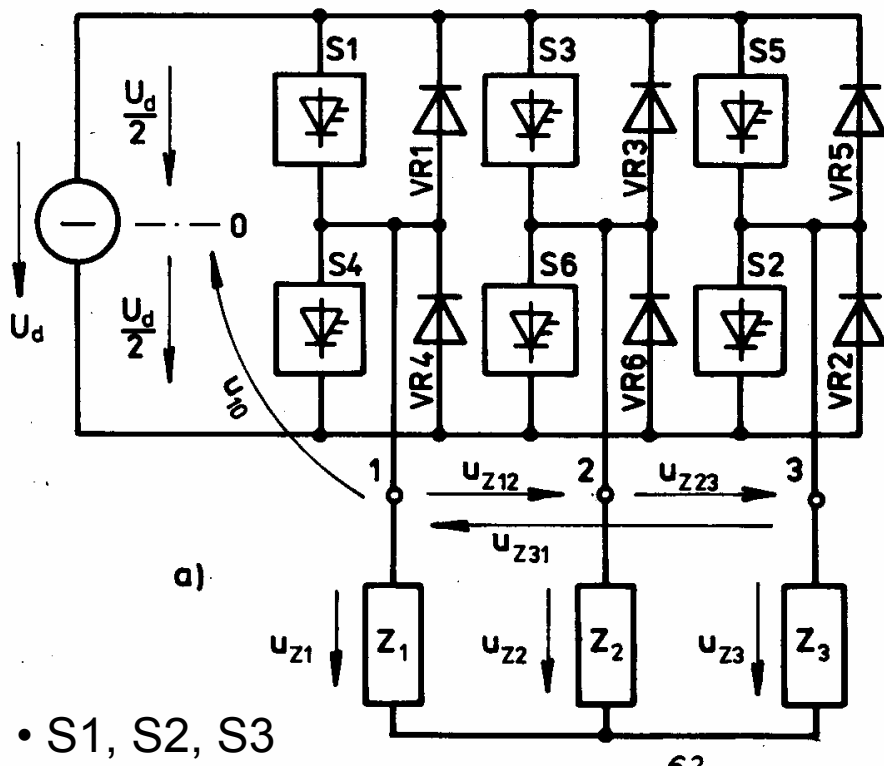 S1 S3 S5
U_d/2
VR1 VR3 VR5
0
S4 S6 S2
U_d
U_d/2
VR4 VR6 VR2
u_10
1 u_Z12 2 u_Z23 3
u_Z31
a)
u_Z1 Z_1 u_Z2 Z_2 u_Z3 Z_3
• S1, S2, S3